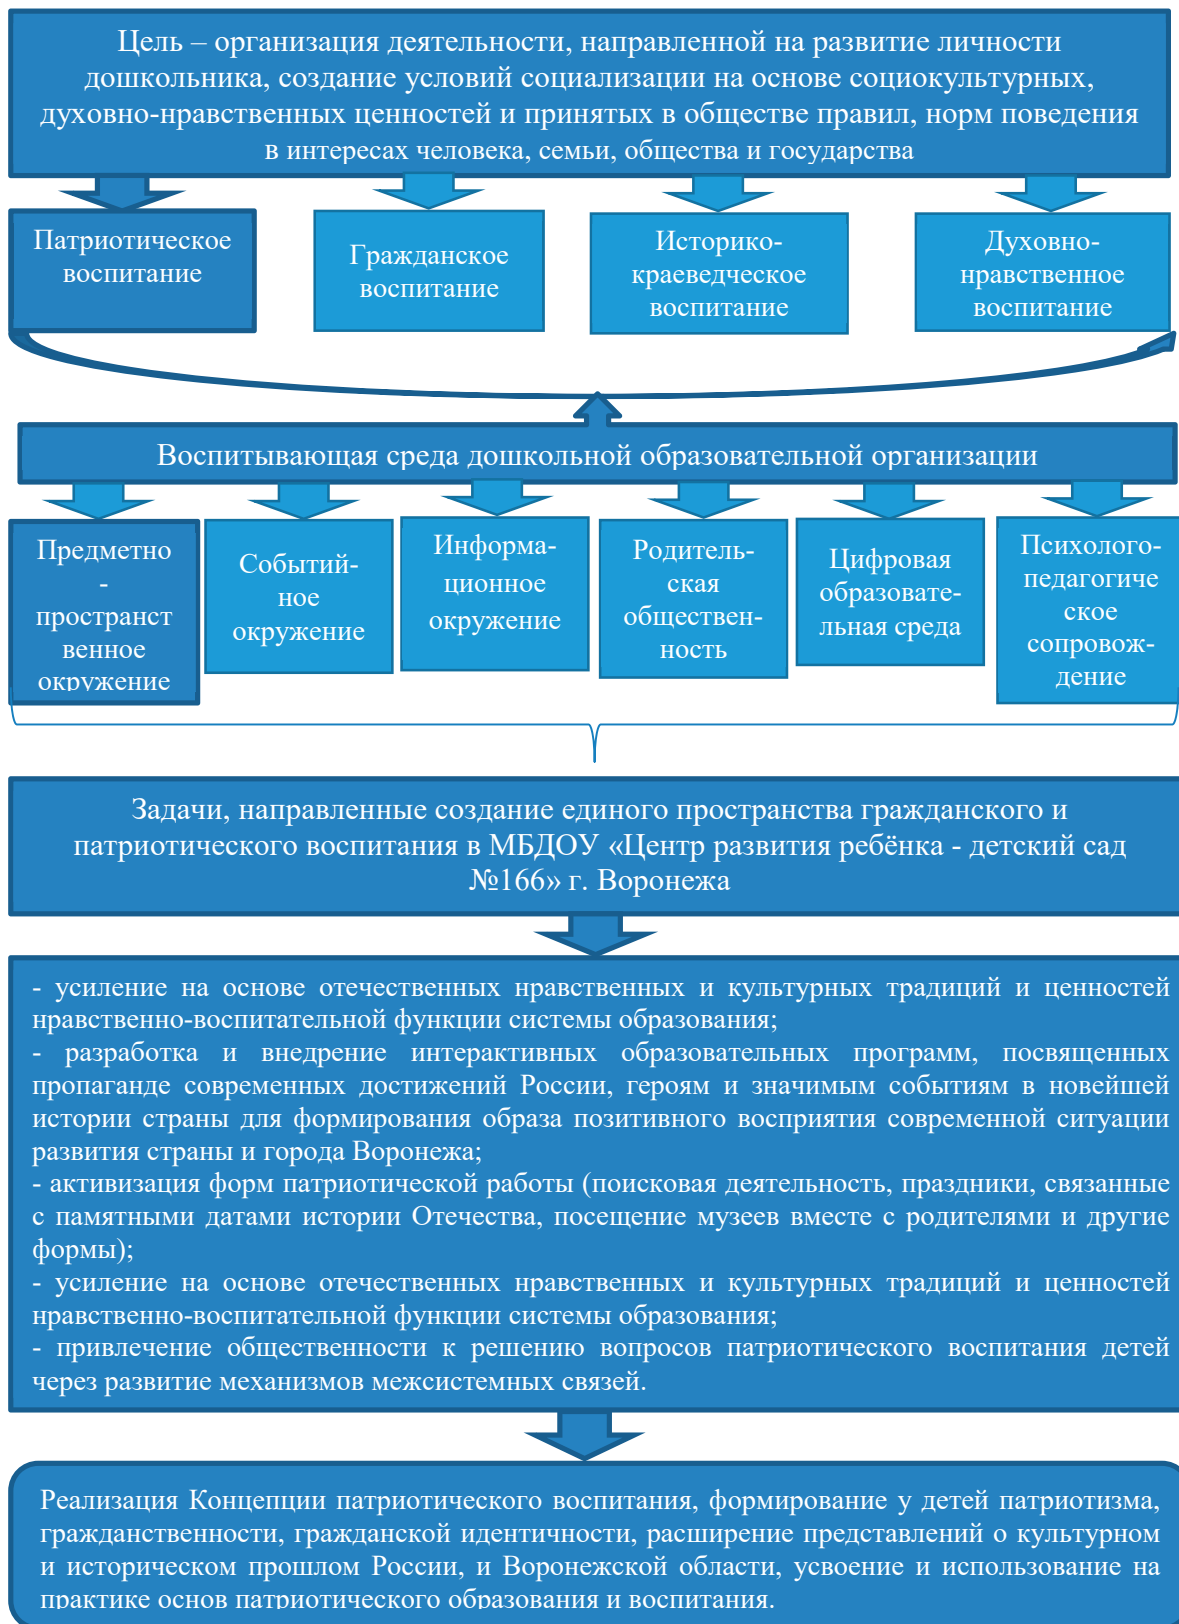 Цель – организация деятельности, направленной на развитие личности
дошкольника, создание условий социализации на основе социокультурных,
духовно-нравственных ценностей и принятых в обществе правил, норм поведения
в интересах человека, семьи, общества и государства
Патриотическое
воспитание
Гражданское
воспитание
Историко-
краеведческое
воспитание
Духовно-
нравственное
воспитание
Воспитывающая среда дошкольной образовательной организации
Предметно
-
пространст
венное
окружение
Событий-
ное
окружение
Информа-
ционное
окружение
Родитель-
ская
обществен-
ность
Цифровая
образовате-
льная среда
Психолого-
педагогиче
ское
сопровож-
дение
Задачи, направленные создание единого пространства гражданского и
патриотического воспитания в МБДОУ «Центр развития ребёнка - детский сад
№166» г. Воронежа
- усиление на основе отечественных нравственных и культурных традиций и ценностей
нравственно-воспитательной функции системы образования;
- разработка и внедрение интерактивных образовательных программ, посвященных
пропаганде современных достижений России, героям и значимым событиям в новейшей
истории страны для формирования образа позитивного восприятия современной ситуации
развития страны и города Воронежа;
- активизация форм патриотической работы (поисковая деятельность, праздники, связанные
с памятными датами истории Отечества, посещение музеев вместе с родителями и другие
формы);
- усиление на основе отечественных нравственных и культурных традиций и ценностей
нравственно-воспитательной функции системы образования;
- привлечение общественности к решению вопросов патриотического воспитания детей
через развитие механизмов межсистемных связей.
Реализация Концепции патриотического воспитания, формирование у детей патриотизма,
гражданственности, гражданской идентичности, расширение представлений о культурном
и историческом прошлом России, и Воронежской области, усвоение и использование на
практике основ патриотического образования и воспитания.